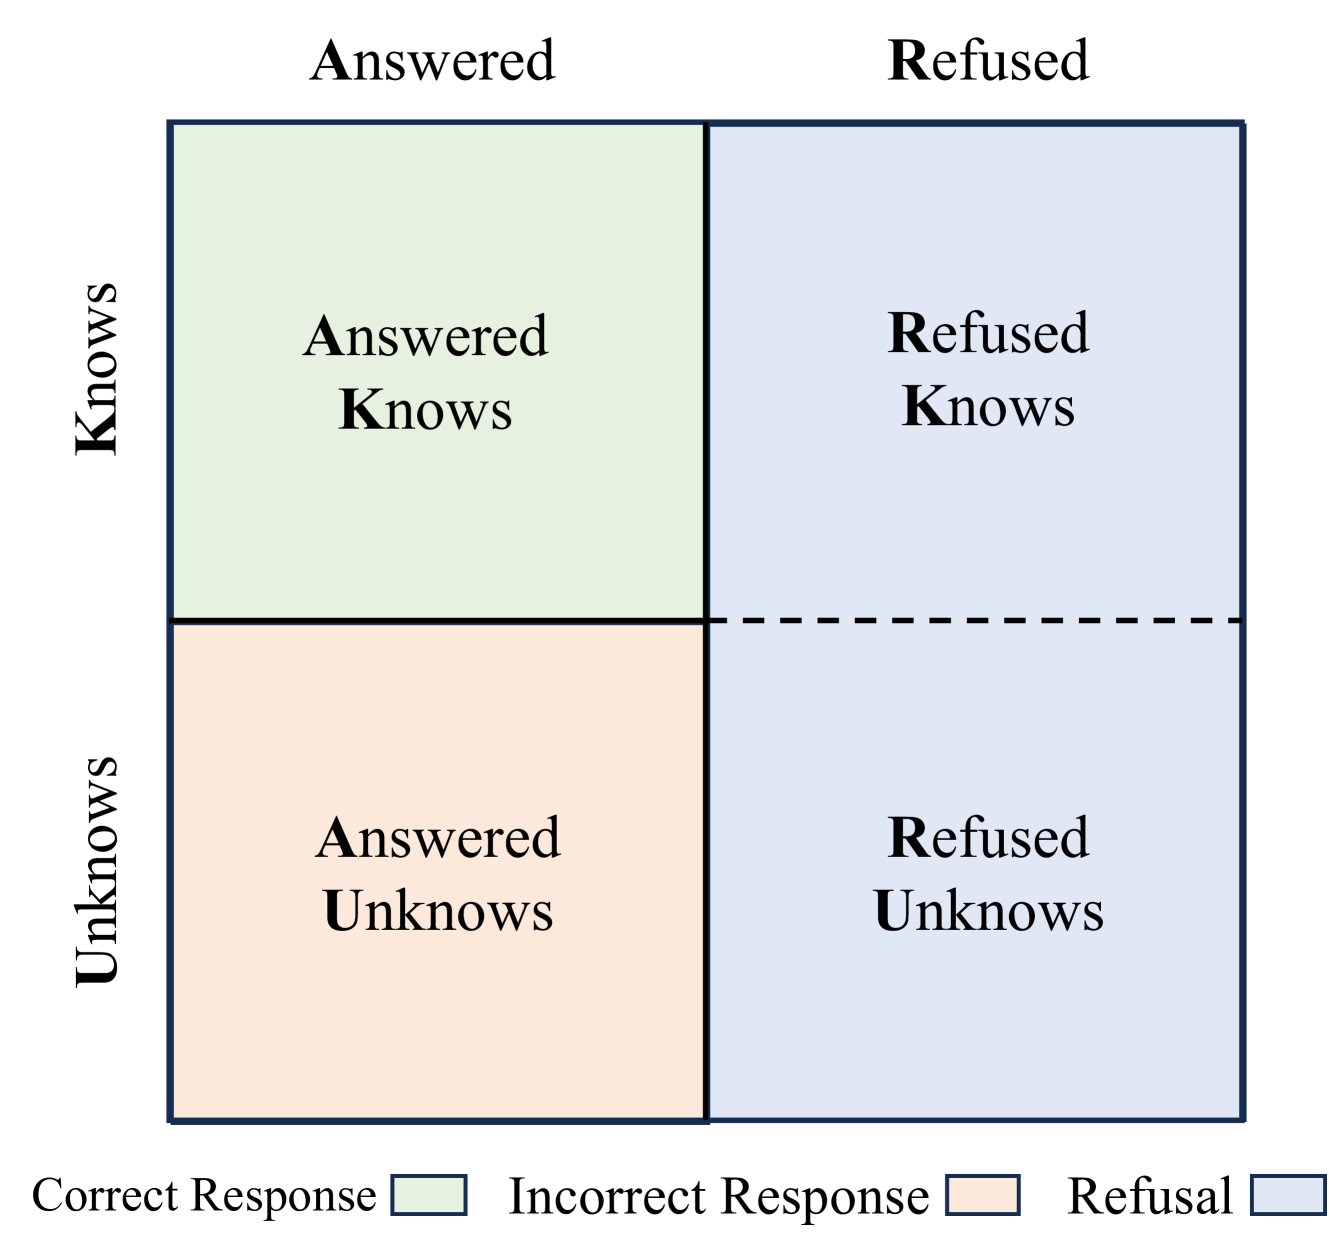 Answered Refused
Knows
Answered
Knows
Refused
Knows
Unknows
Answered
Unknows
Refused
Unknows
Correct Response Incorrect Response Refusal